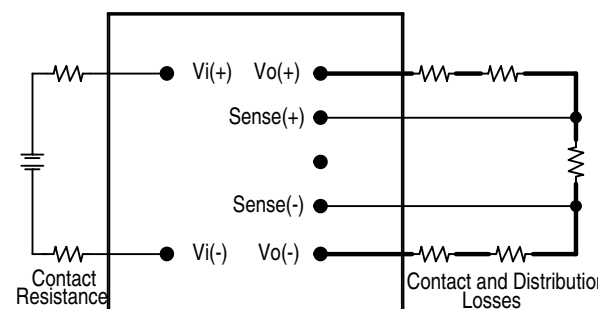 Vi(+) Vo(+)
Sense(+)
Sense(-)
Vi(-) Vo(-)
Contact
Resistance
Contact and Distribution
Losses